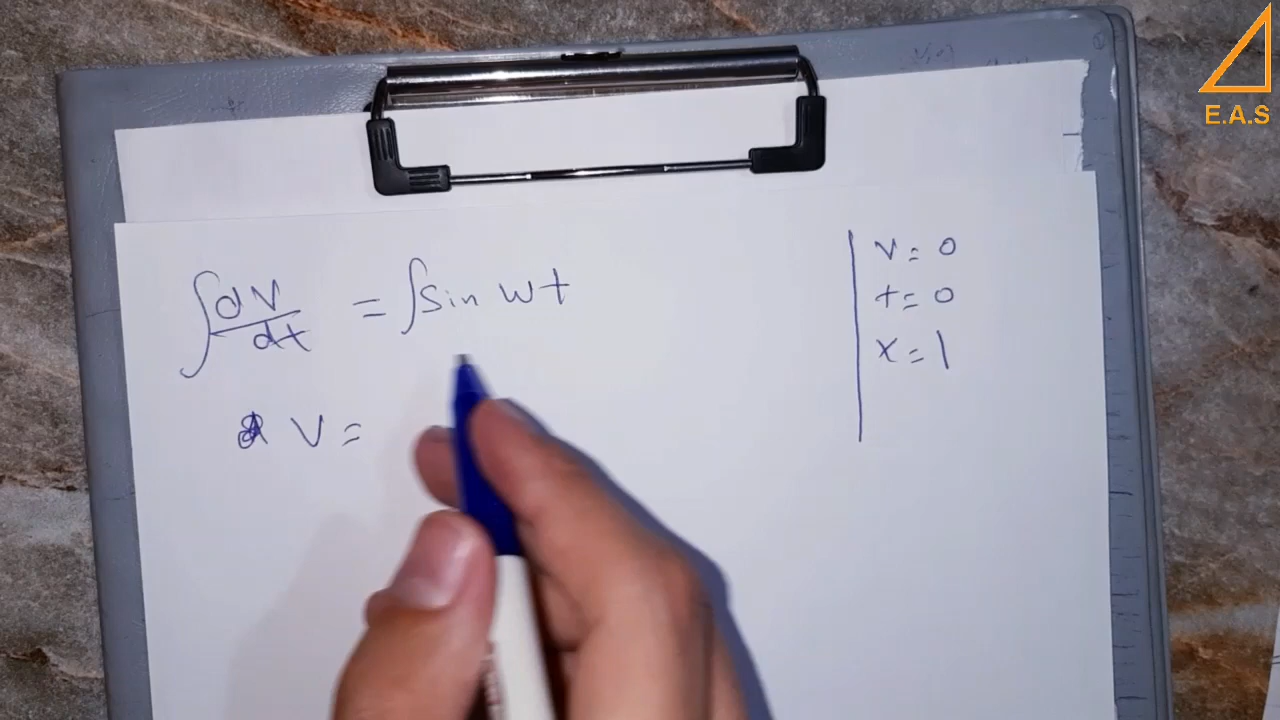 ∫ dV/dt = ∫ sin wt
V =
V = 0
t = 0
x = 1
E.A.S